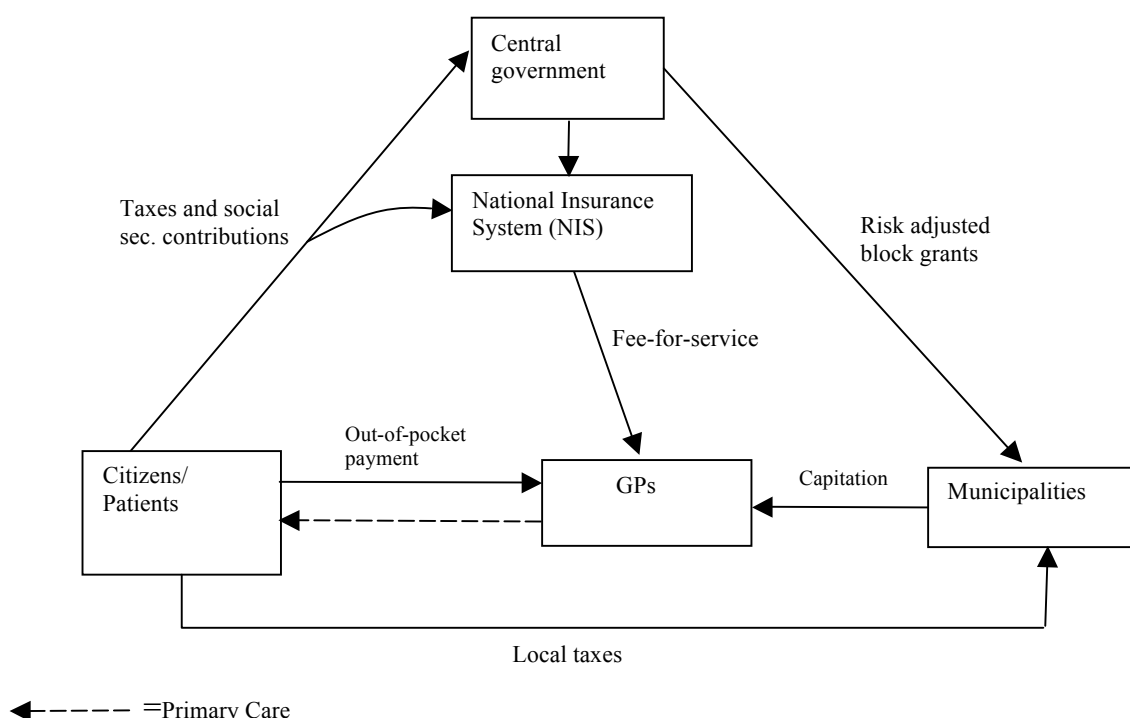 Central
government
National Insurance
System (NIS)
Taxes and social
sec. contributions
Risk adjusted
block grants
Fee-for-service
Out-of-pocket
payment
Citizens/
Patients
GPs
Capitation
Municipalities
Local taxes
=Primary Care